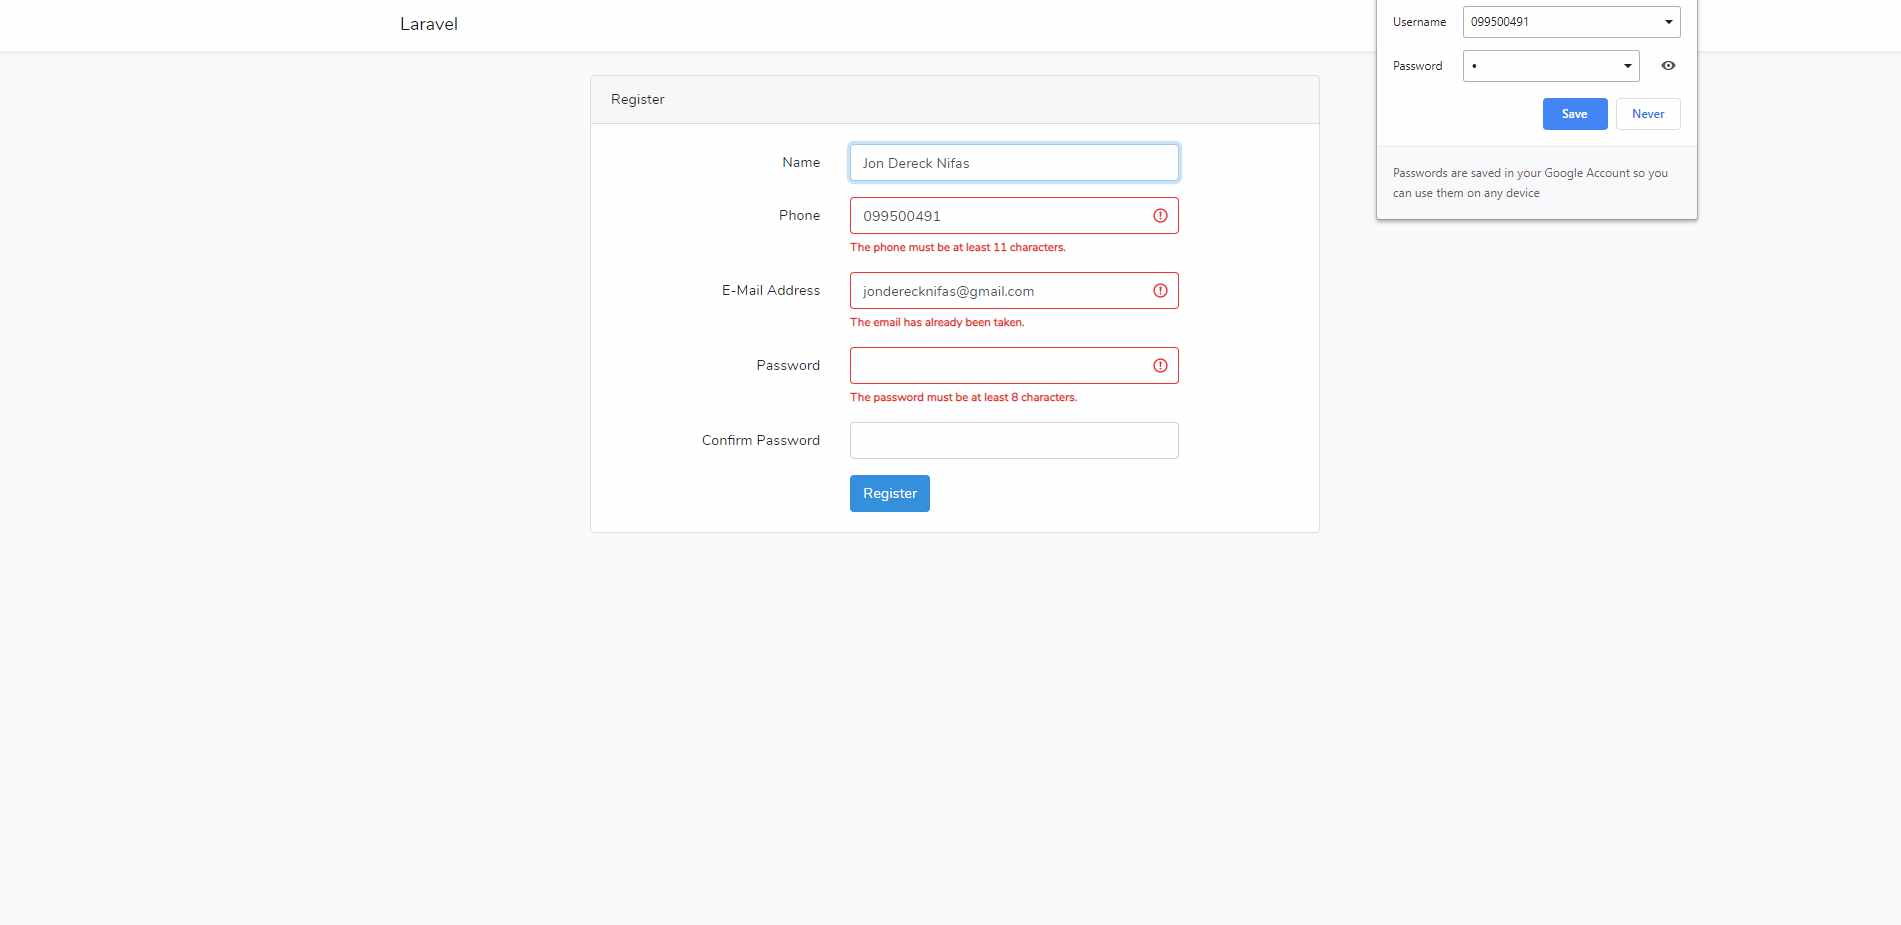 Laravel
Username 099500491
Password •
Save Never
Passwords are saved in your Google Account so you
can use them on any device
Register
Name Jon Dereck Nifas
Phone 099500491
The phone must be at least 11 characters.
E-Mail Address jonderecknifas@gmail.com
The email has already been taken.
Password
The password must be at least 8 characters.
Confirm Password
Register